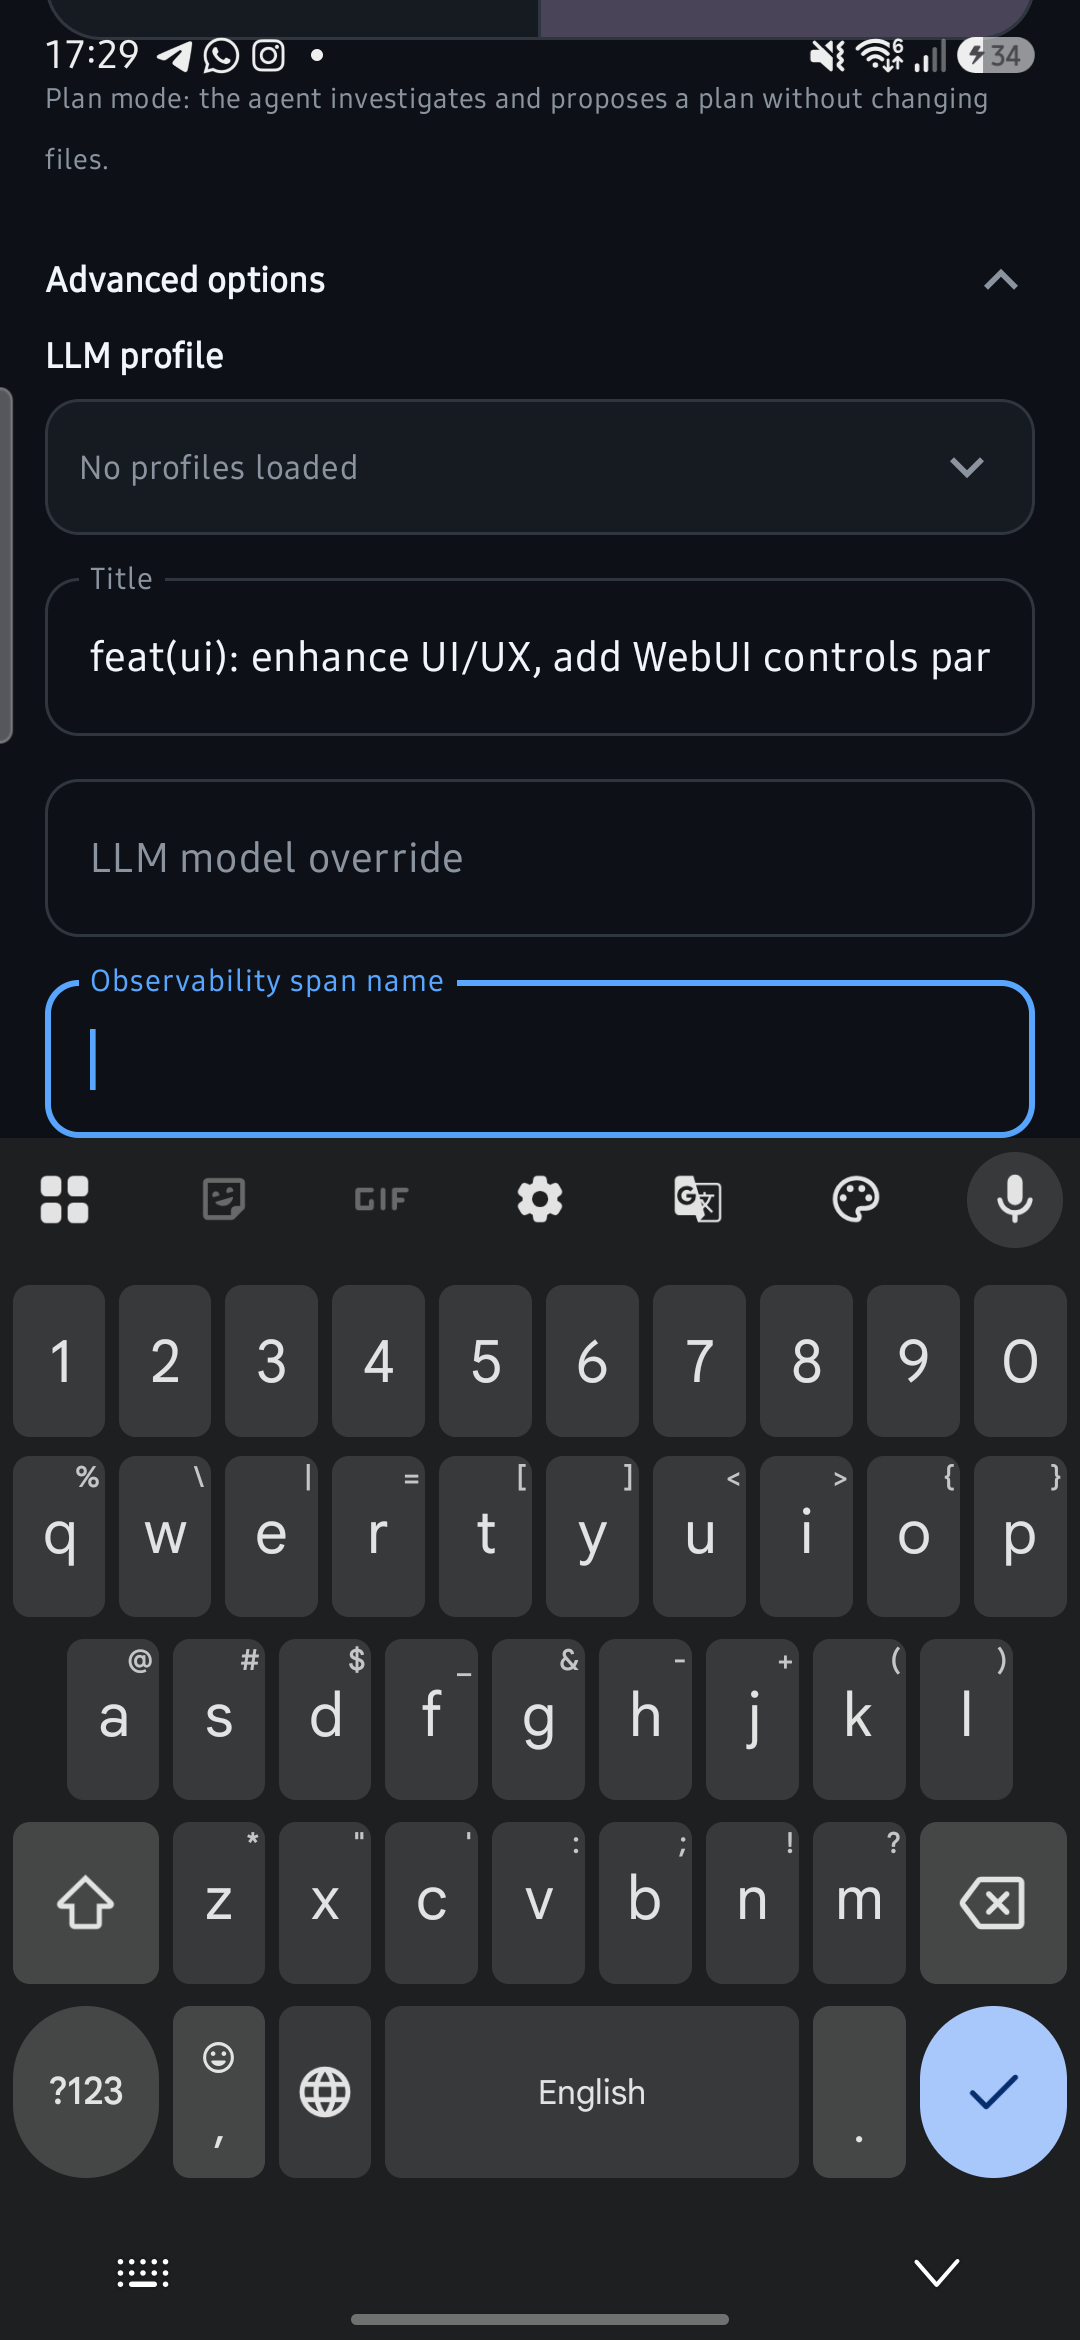 17:29
6
34
Plan mode: the agent investigates and proposes a plan without changing
files.
Advanced options
LLM profile
No profiles loaded
Title
feat(ui): enhance UI/UX, add WebUI controls par
LLM model override
Observability span name
GIF
G 文
1 2 3 4 5 6 7 8 9 0
% \ | = [ ] < > { }
q w e r t y u i o p
@ # $ _ & - + ( )
a s d f g h j k l
* " ' : ; ! ?
z x c v b n m
?123 , English .